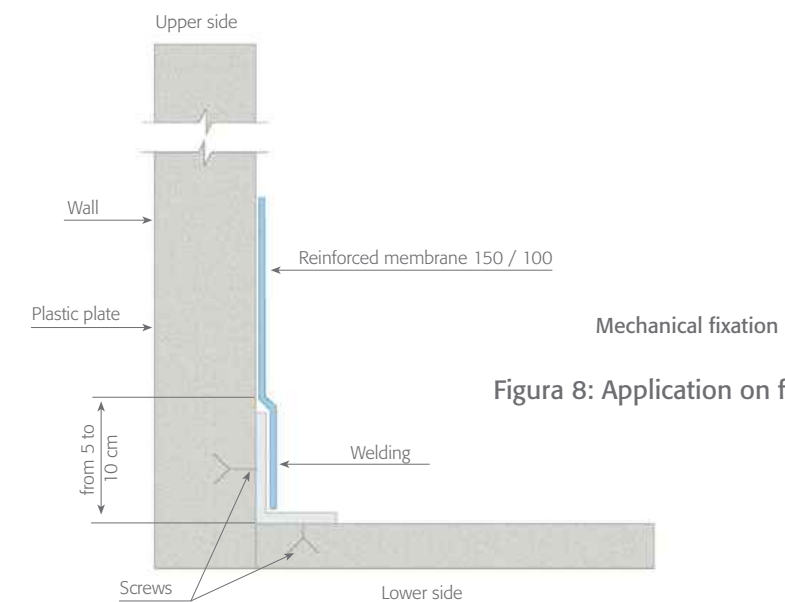 Upper side
Wall
Reinforced membrane 150 / 100
Plastic plate
Mechanical fixation
Figura 8: Application on f
from 5 to
10 cm
Welding
Screws
Lower side